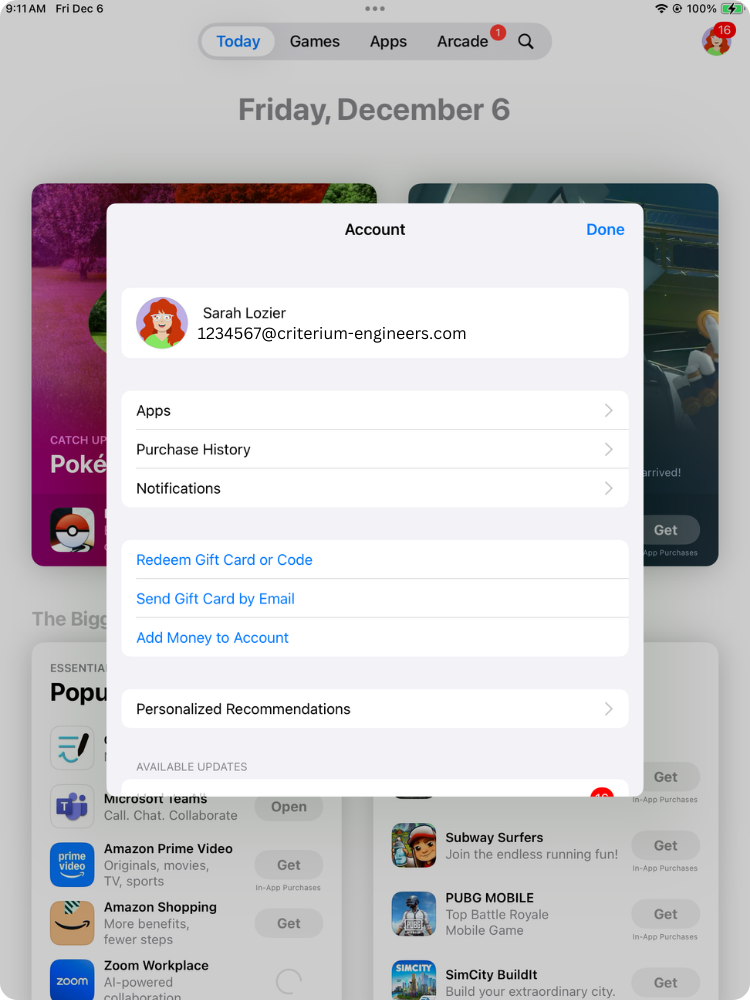 9:11 AM Fri Dec 6
100%
Today
Games
Apps
Arcade
1
16
Friday, December 6
Account
Done
Sarah Lozier
1234567@criterium-engineers.com
Apps
Purchase History
Notifications
Redeem Gift Card or Code
Send Gift Card by Email
Add Money to Account
Personalized Recommendations
AVAILABLE UPDATES
CATCH UP
Poké
arrived!
Get
App Purchases
The Bigg
ESSENTIA
Popu
Microsoft Teams
Call. Chat. Collaborate
Open
prime
video
Amazon Prime Video
Originals, movies,
TV, sports
Get
In-App Purchases
Amazon Shopping
More benefits,
fewer steps
Get
zoom
Zoom Workplace
AI-powered
collaboration
Get
In-App Purchases
Subway Surfers
Join the endless running fun!
Get
In-App Purchases
PUBG
PUBG MOBILE
Top Battle Royale
Mobile Game
Get
In-App Purchases
SIMCITY
SimCity BuildIt
Build your extraordinary city.
Get